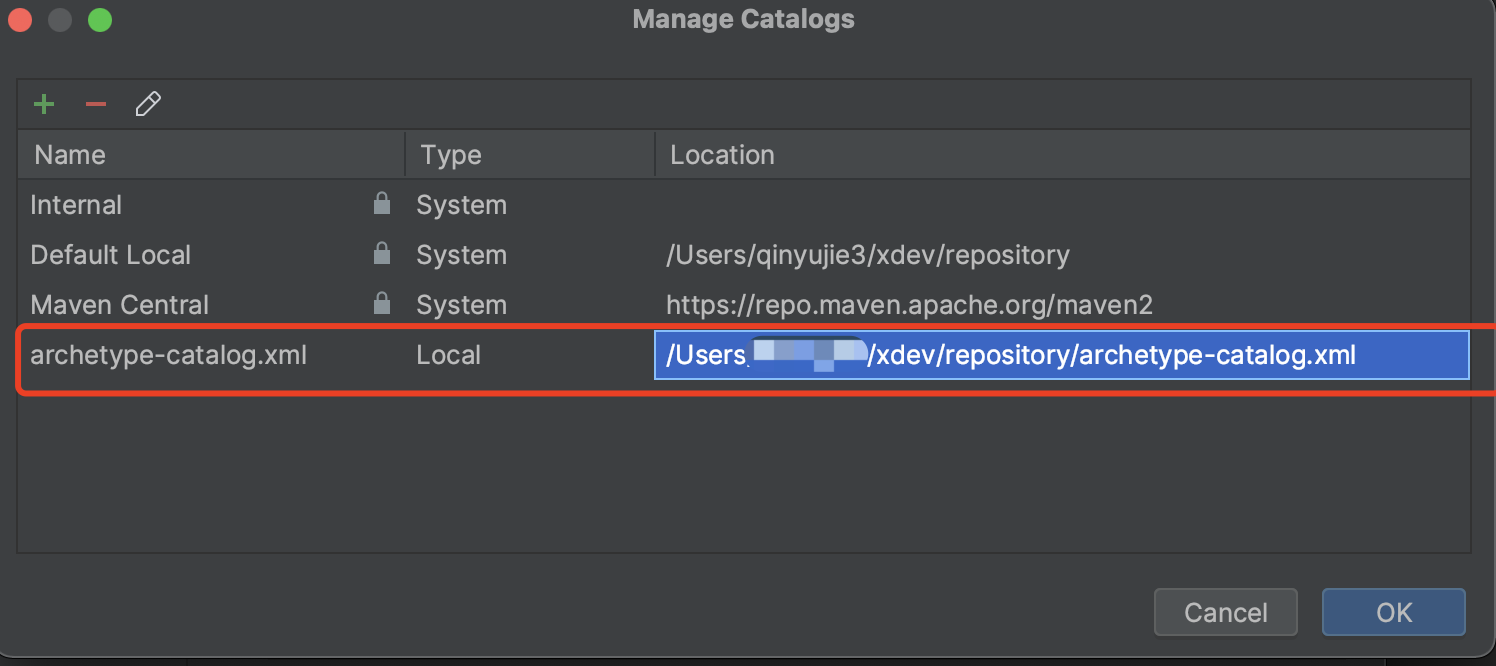 Manage Catalogs
Name Type Location
Internal System
Default Local System /Users/qinyujie3/xdev/repository
Maven Central System https://repo.maven.apache.org/maven2
archetype-catalog.xml Local /Users /xdev/repository/archetype-catalog.xml
Cancel OK